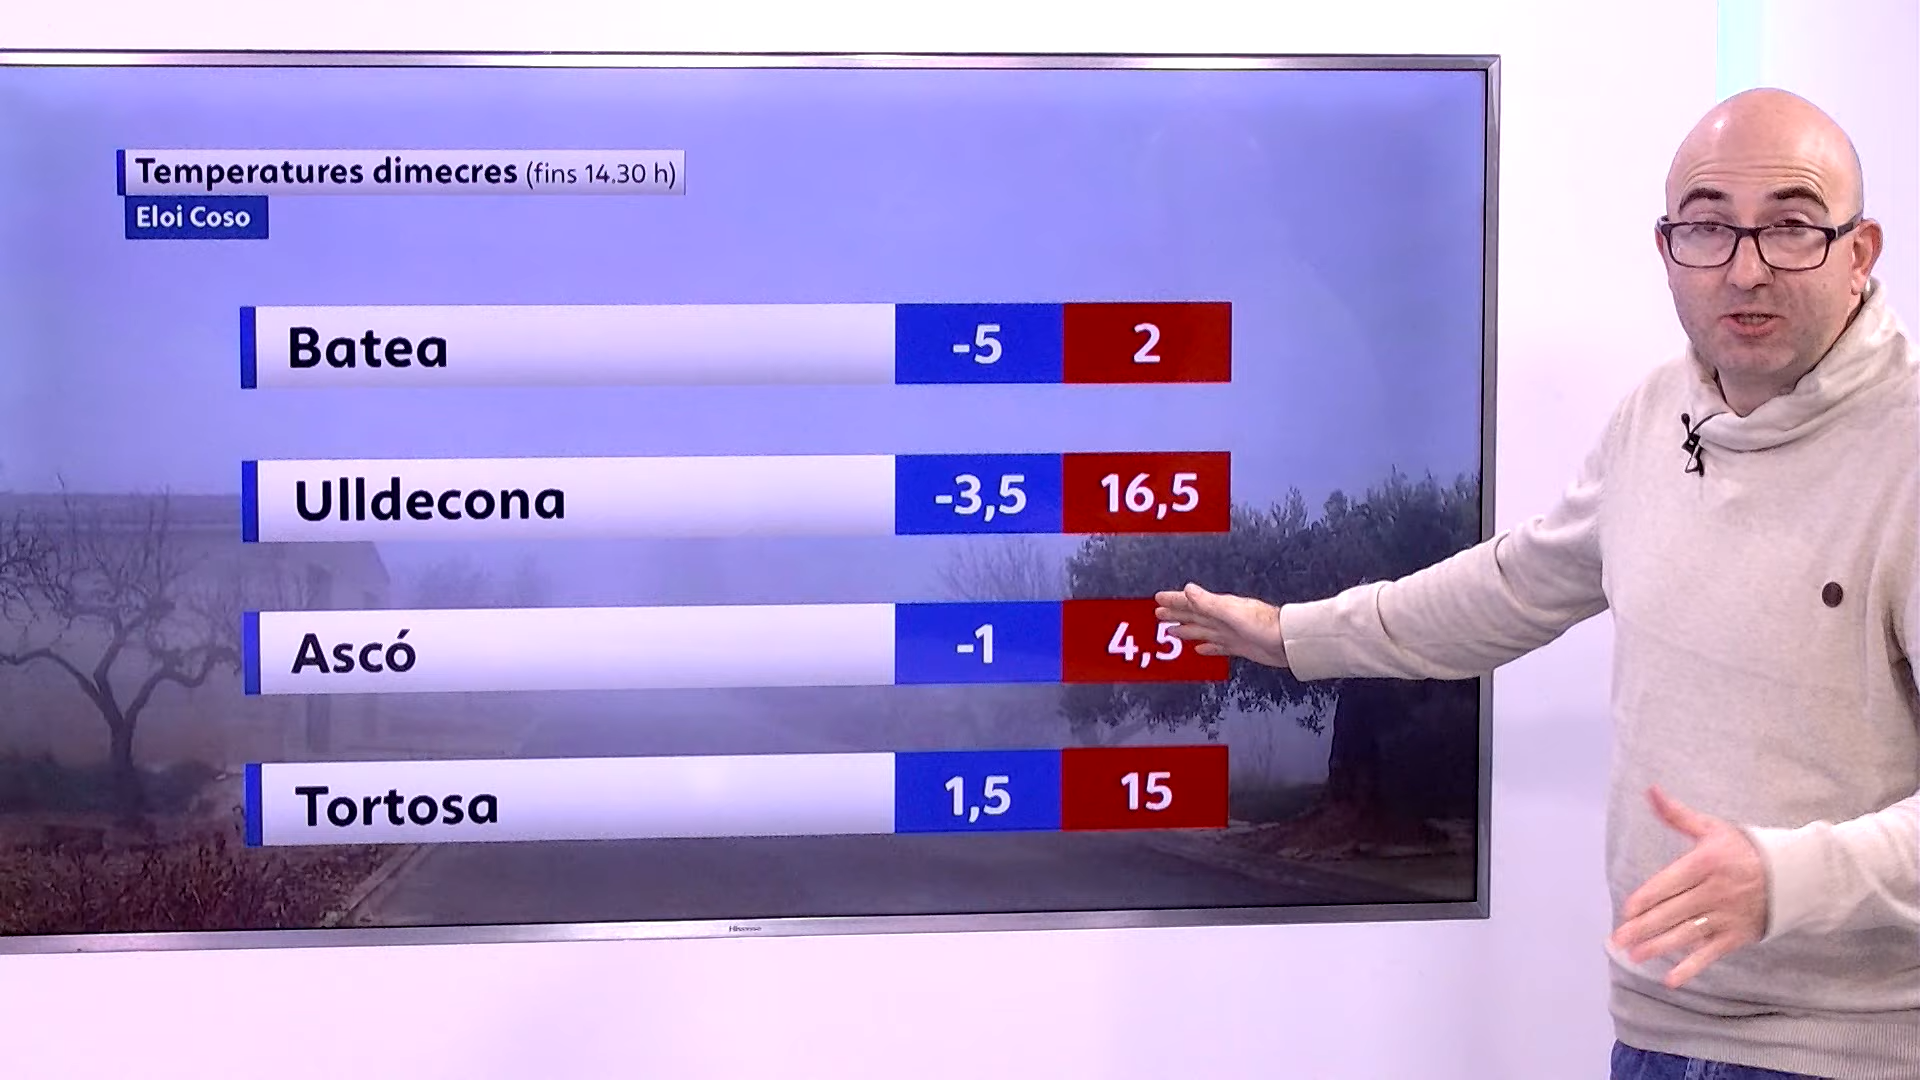 Temperatures dimecres (fins 14.30 h)
Eloi Coso
Batea -5 2
Ulldecona -3,5 16,5
Ascó -1 4,5
Tortosa 1,5 15
Hisense